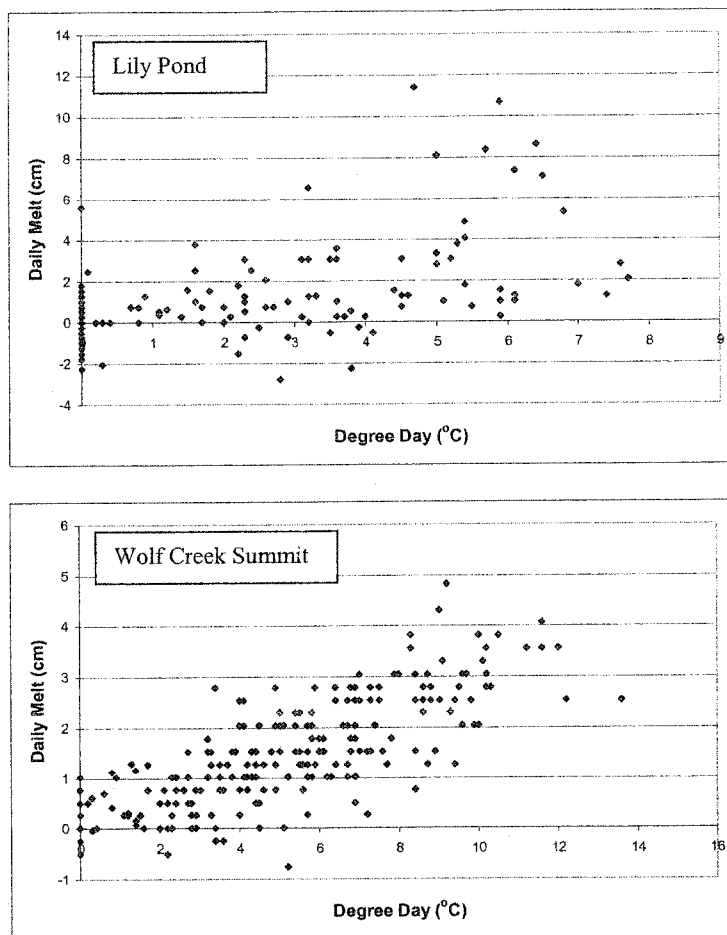 Lily Pond
14
12
10
8
6
4
2
0
-2
-4
1 2 3 4 5 6 7 8 9
Daily Melt (cm)
Degree Day (°C)
Wolf Creek Summit
6
5
4
3
2
1
0
-1
0 2 4 6 8 10 12 14 16
Daily Melt (cm)
Degree Day (°C)